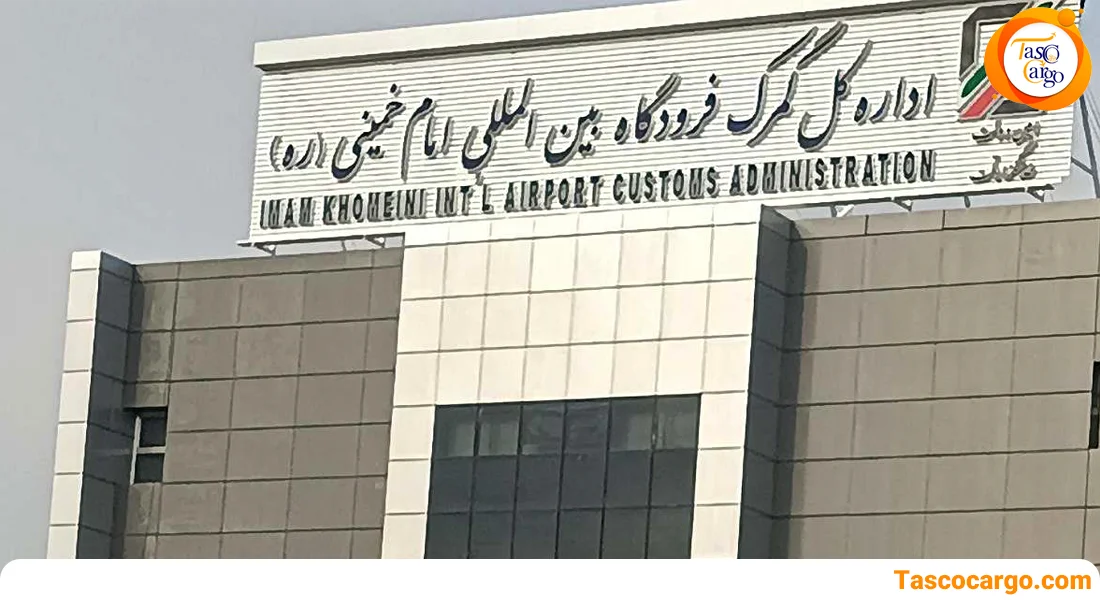 اداره کل گمرک فرودگاه بین المللی امام خمینی (ره)
IMAM KHOMEINI INT'L AIRPORT CUSTOMS ADMINISTRATION
Tasco
Cargo
Tascocargo.com